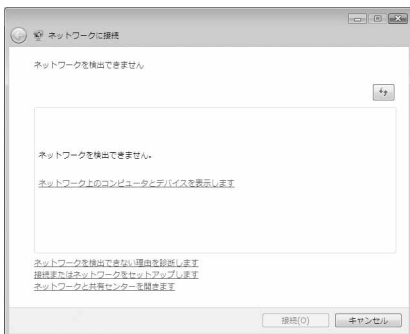 ネットワークに接続
ネットワークを検出できません
ネットワークを検出できません。
ネットワーク上のコンピュータとデバイスを表示します
ネットワークを検出できない理由を診断します
接続またはネットワークをセットアップします
ネットワークと共有センターを開きます
接続(O)
キャンセル